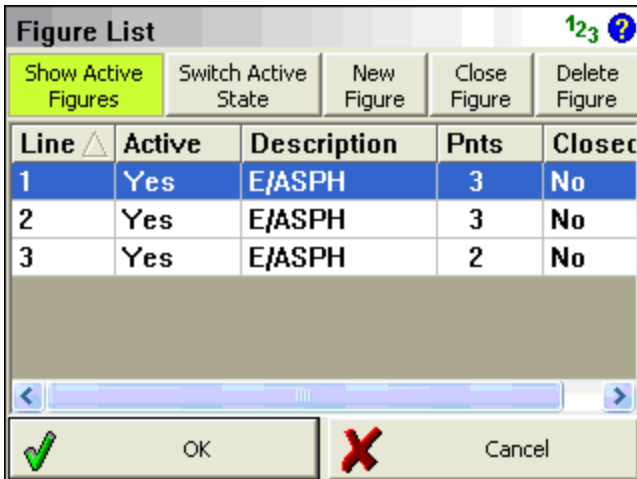 Figure List 123 ?
Show Active Figures Switch Active State New Figure Close Figure Delete Figure
Line Active Description Pnts Closed
1 Yes E/ASPH 3 No
2 Yes E/ASPH 3 No
3 Yes E/ASPH 2 No
OK Cancel